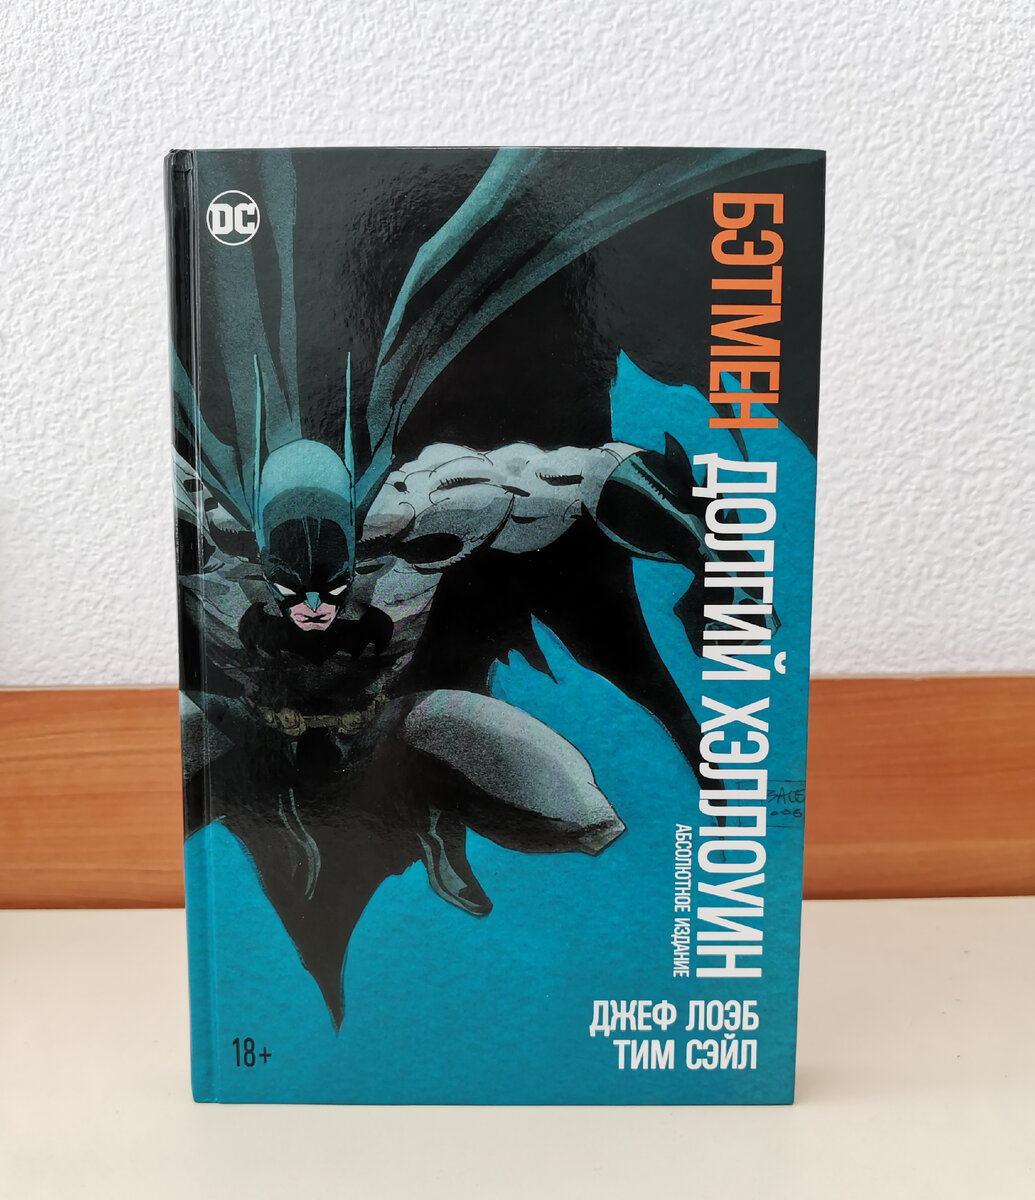 DC
БЭТМЕН
ДОЛГИЙ ХЭЛЛОУИН
АБСОЛЮТНОЕ ИЗДАНИЕ
ДЖЕФ ЛОЭБ
ТИМ СЭЙЛ
18+